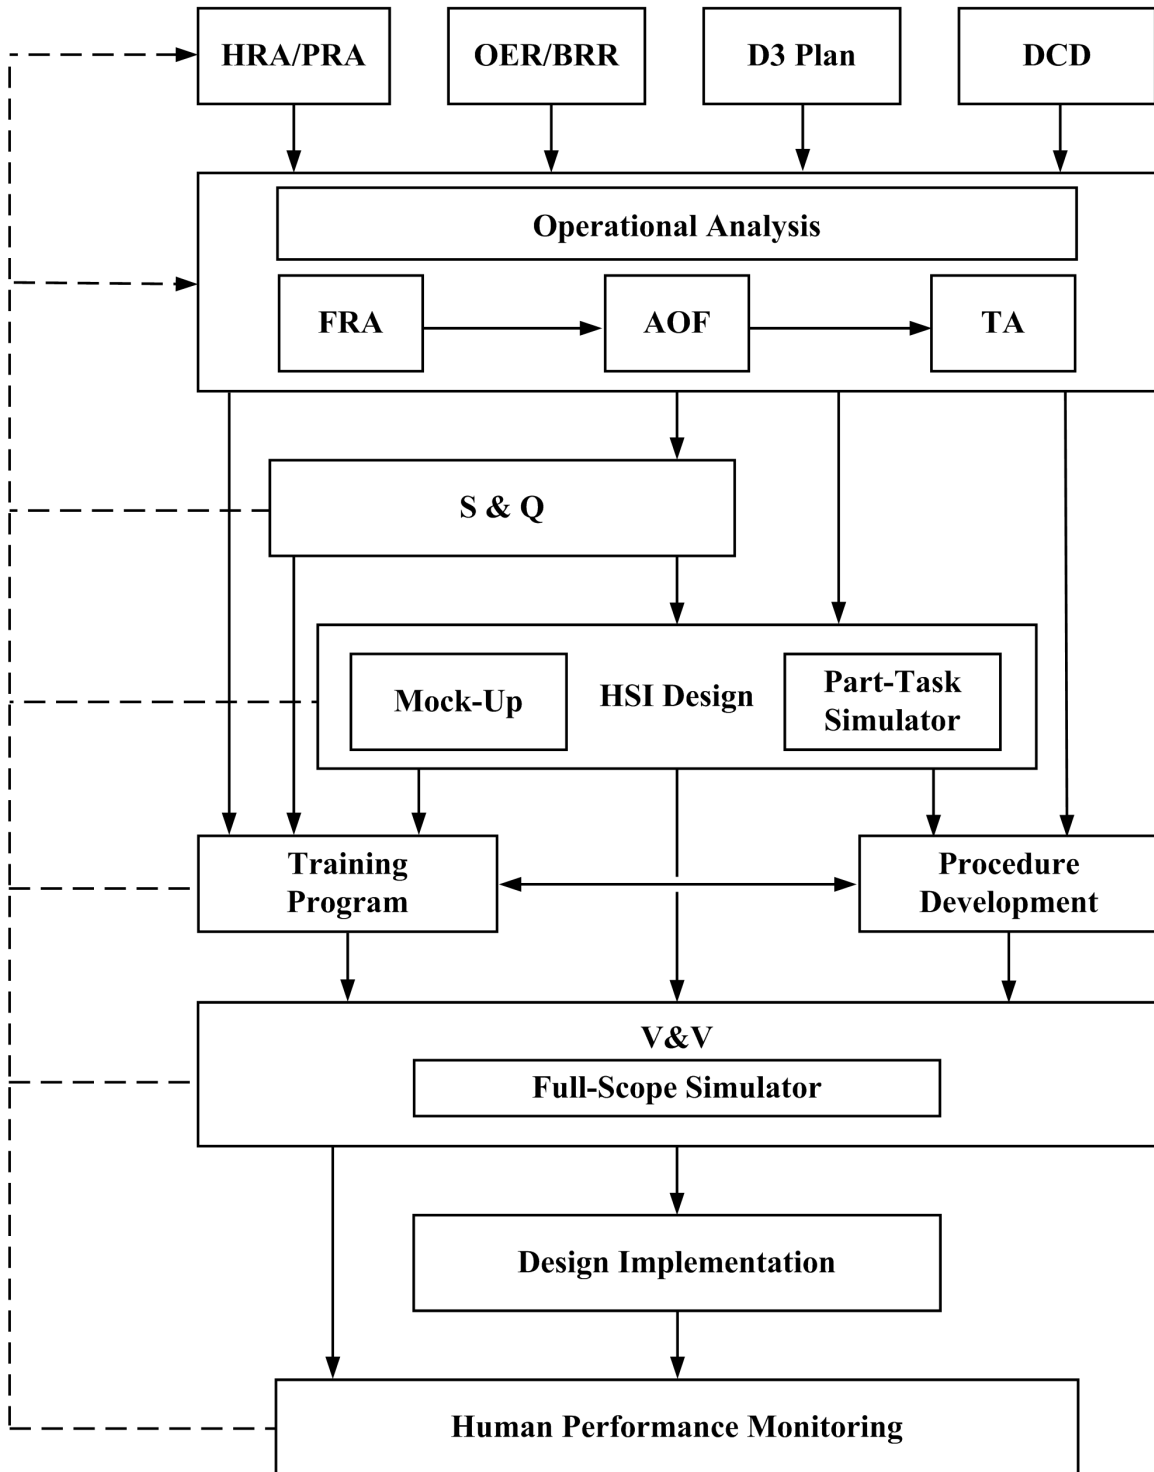 HRA/PRA
OER/BRR
D3 Plan
DCD
Operational Analysis
FRA
AOF
TA
S & Q
Mock-Up
HSI Design
Part-Task
Simulator
Training
Program
Procedure
Development
V&V
Full-Scope Simulator
Design Implementation
Human Performance Monitoring